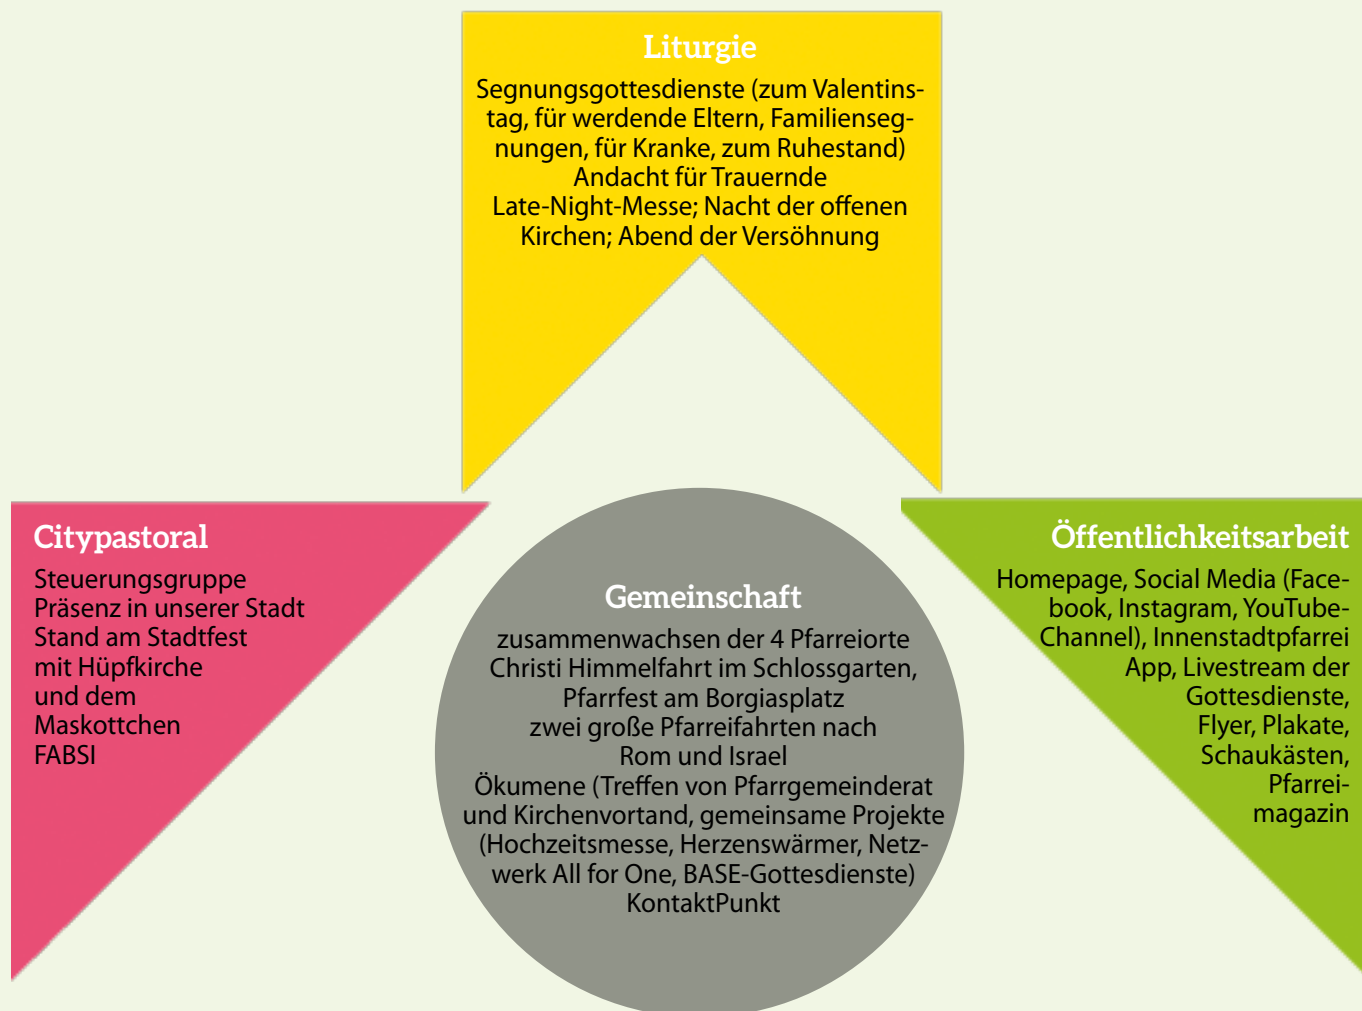 Liturgie
Segnungsgottesdienste (zum Valentins-
tag, für werdende Eltern, Familienseg-
nungen, für Kranke, zum Ruhestand)
Andacht für Trauernde
Late-Night-Messe; Nacht der offenen
Kirchen; Abend der Versöhnung
Citypastoral
Steuerungsgruppe
Präsenz in unserer Stadt
Stand am Stadtfest
mit Hüpfkirche
und dem
Maskottchen
FABSI
Gemeinschaft
zusammenwachsen der 4 Pfarreiorte
Christi Himmelfahrt im Schlossgarten,
Pfarrfest am Borgiasplatz
zwei große Pfarreifahrten nach
Rom und Israel
Ökumene (Treffen von Pfarrgemeinderat
und Kirchenvortand, gemeinsame Projekte
(Hochzeitsmesse, Herzenswärmer, Netz-
werk All for One, BASE-Gottesdienste)
KontaktPunkt
Öffentlichkeitsarbeit
Homepage, Social Media (Face-
book, Instagram, YouTube-
Channel), Innenstadtpfarrei
App, Livestream der
Gottesdienste,
Flyer, Plakate,
Schaukästen,
Pfarrei-
magazin